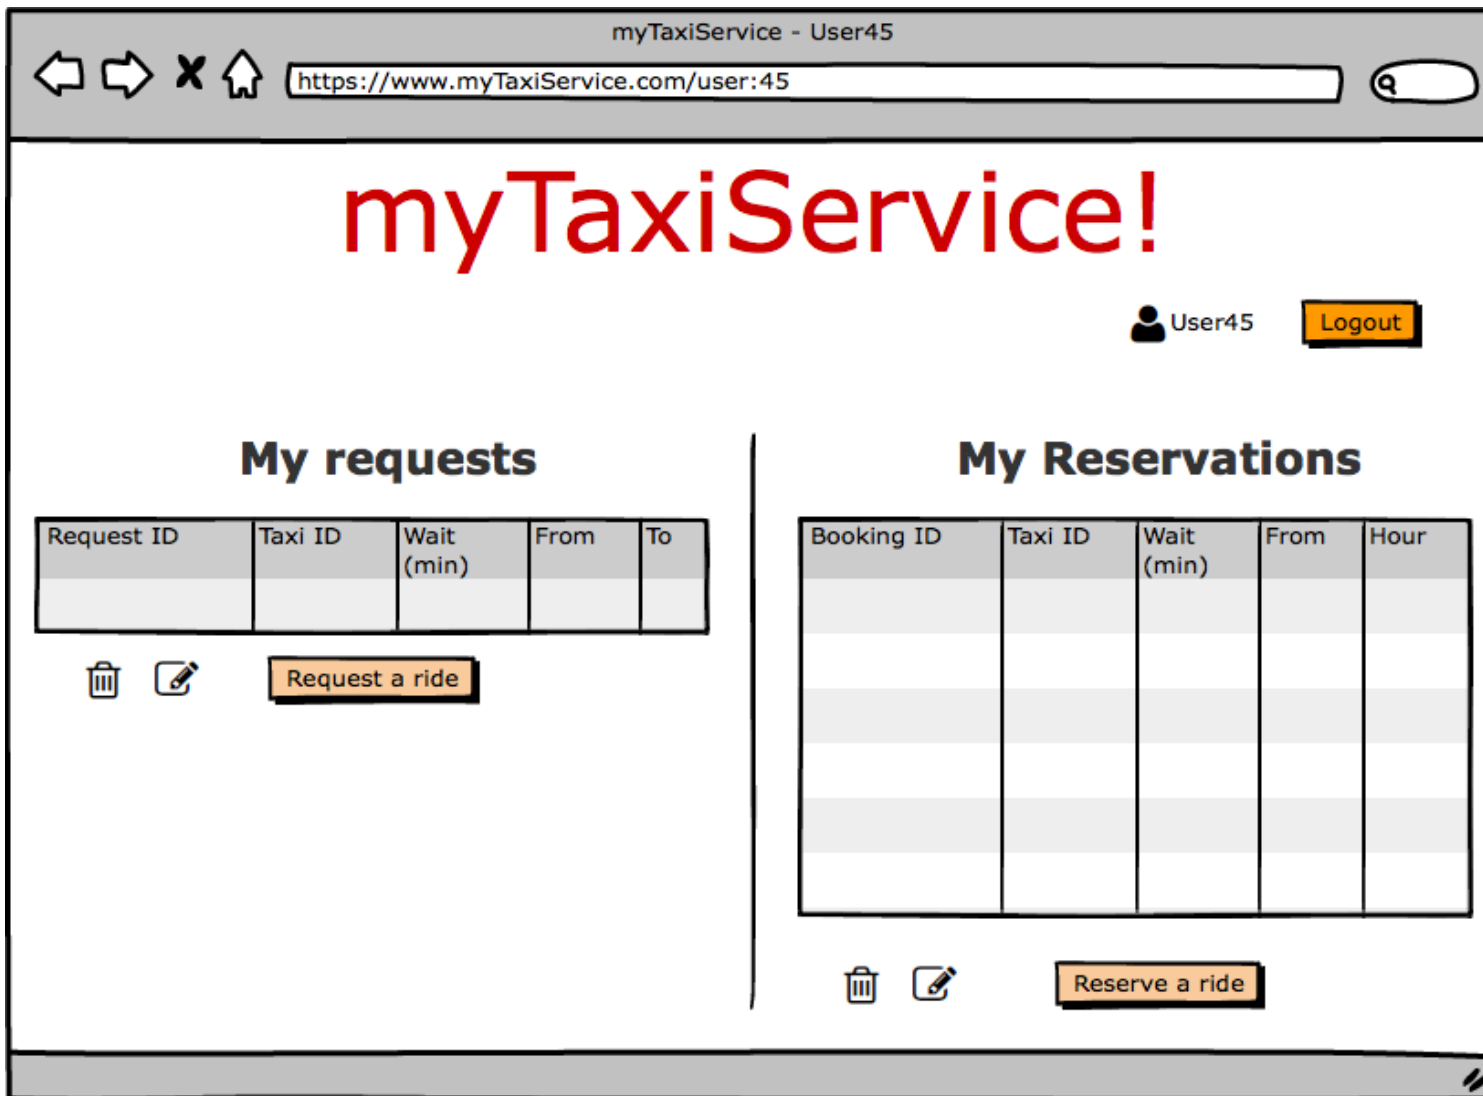 myTaxiService - User45
https://www.myTaxiService.com/user:45
myTaxiService!
User45
Logout
My requests
Request ID
Taxi ID
Wait
(min)
From
To
Request a ride
My Reservations
Booking ID
Taxi ID
Wait
(min)
From
Hour
Reserve a ride